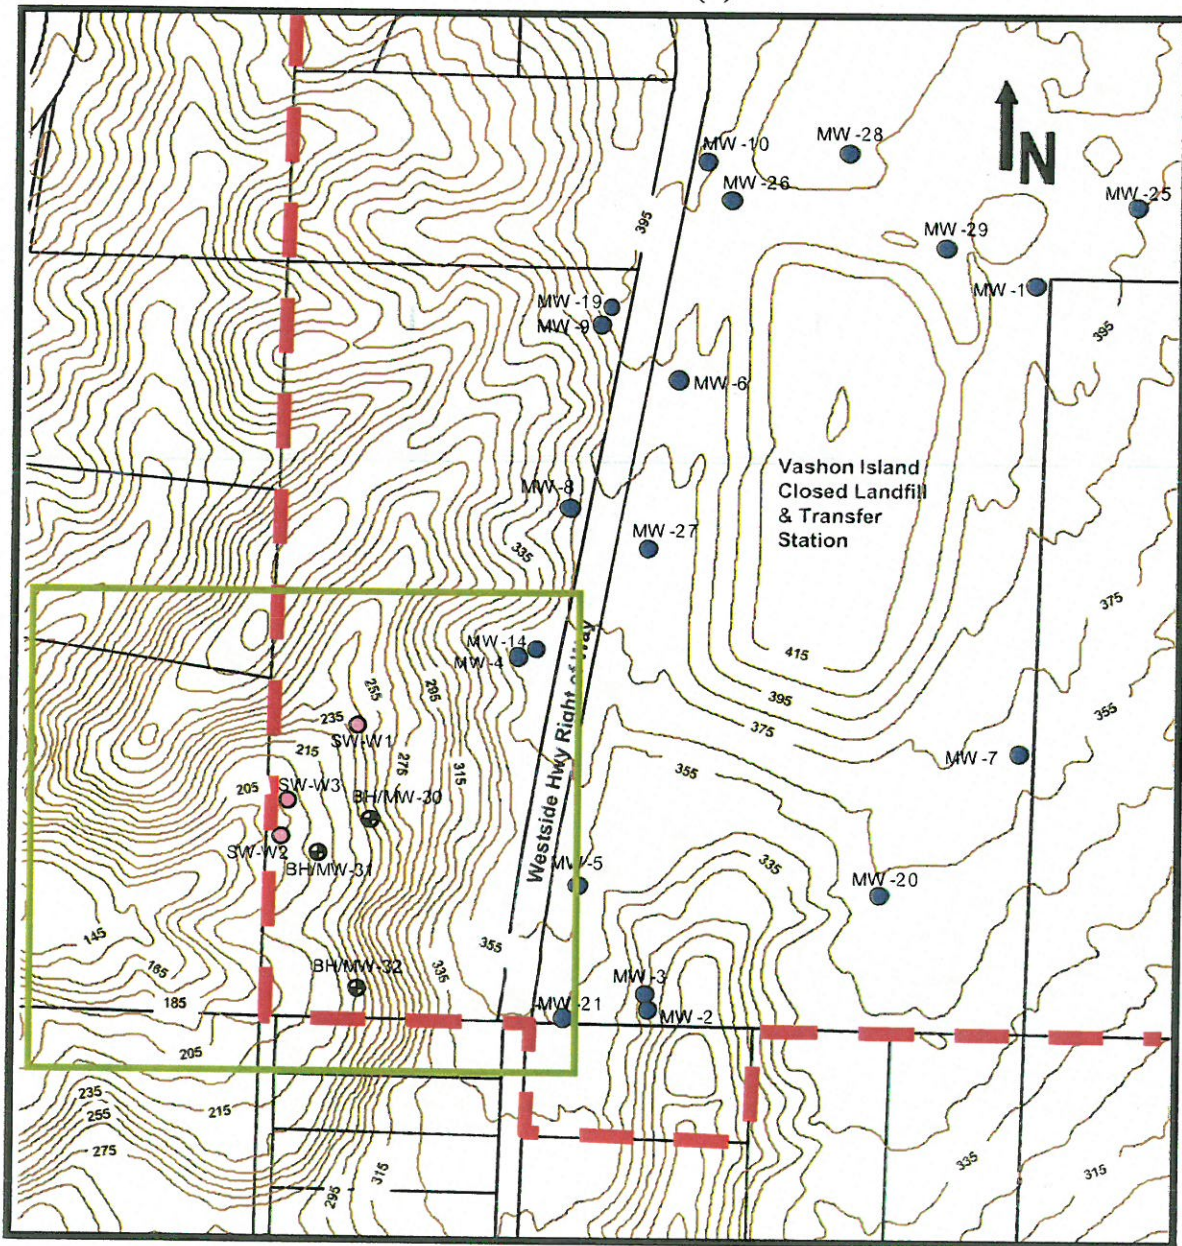 MW-10
MW-28
MW-26
MW-25
395
MW-29
MW-1
MW-19
MW-9
395
MW-6
Vashon Island
Closed Landfill
& Transfer
Station
MW-8
MW-27
335
375
MW-14
MW-4
415
Westside Hwy Right of Way
255
295
395
235
SW-W1
375
355
215
275
315
355
MW-7
205
SW-W3
BH/MW-30
SW-W2
BH/MW-31
MW-5
335
MW-20
145
355
165
BH/MW-32
335
MW-3
185
MW-21
MW-2
205
235
215
255
275
295
315
335
315
N